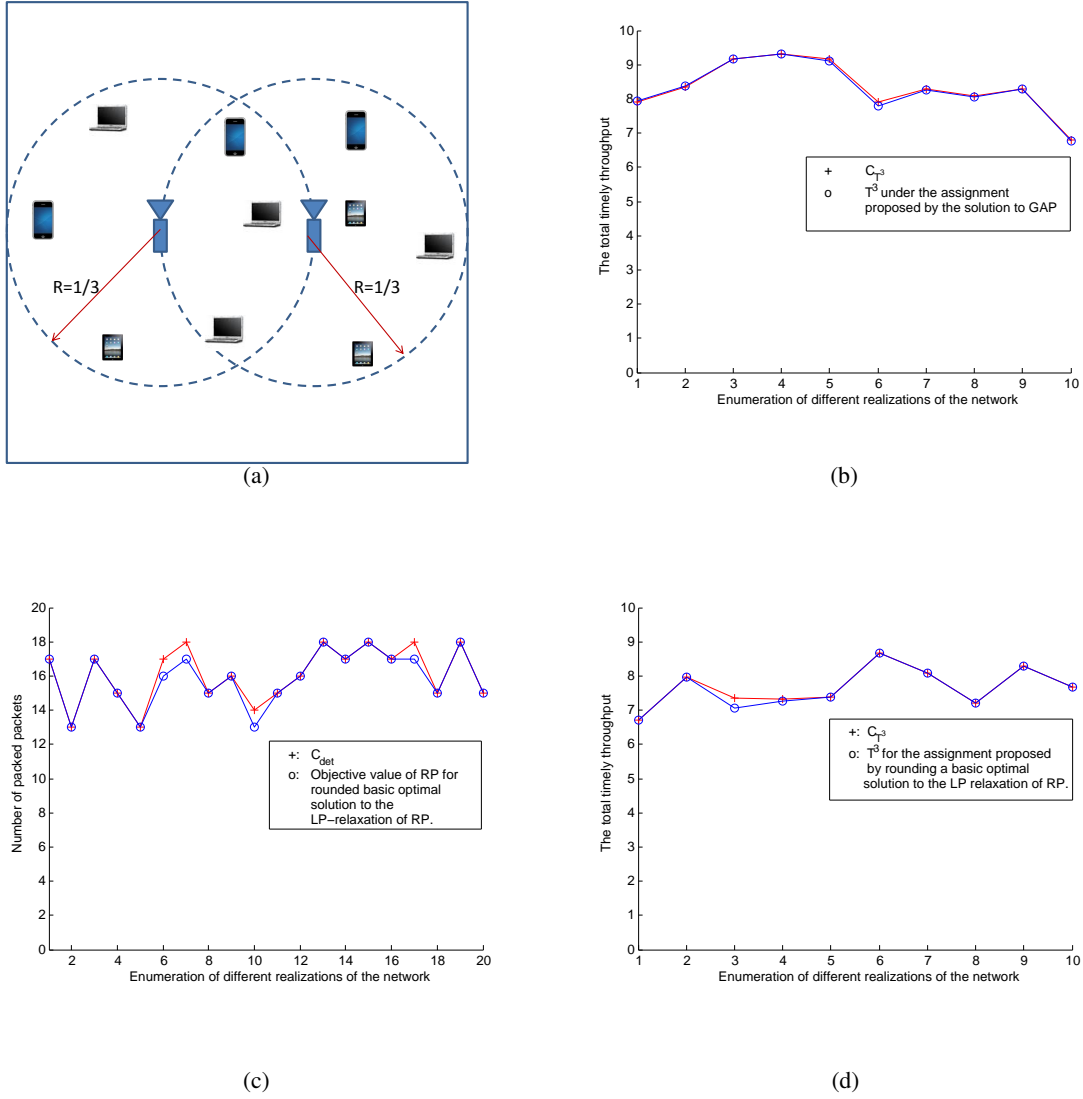 R=1/3
R=1/3
(a)
10
9
8
7
6
5
4
3
2
1
0
The total timely throughput
+ C_T³
o T³ under the assignment
proposed by the solution to GAP
1 2 3 4 5 6 7 8 9 10
Enumeration of different realizations of the network
(b)
20
18
16
14
12
10
8
6
4
2
0
Number of packed packets
+: C_det
o: Objective value of RP for
rounded basic optimal
solution to the
LP−relaxation of RP.
2 4 6 8 10 12 14 16 18 20
Enumeration of different realizations of the network
(c)
10
9
8
7
6
5
4
3
2
1
0
The total timely throughput
+: C_T³
o: T³ for the assignment proposed
by rounding a basic optimal
solution to the LP relaxation of RP.
1 2 3 4 5 6 7 8 9 10
Enumeration of different realizations of the network
(d)